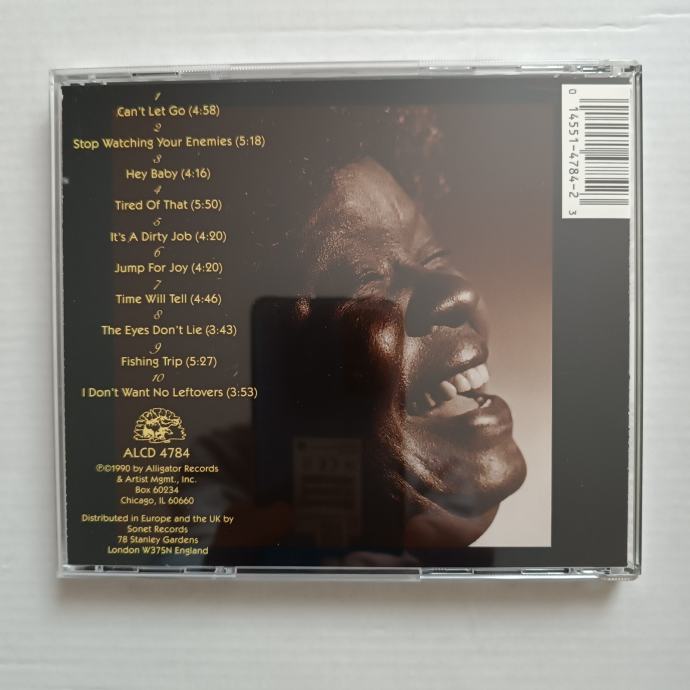 1
Can't Let Go (4:58)
2
Stop Watching Your Enemies (5:18)
3
Hey Baby (4:16)
4
Tired Of That (5:50)
5
It's A Dirty Job (4:20)
6
Jump For Joy (4:20)
7
Time Will Tell (4:46)
8
The Eyes Don't Lie (3:43)
9
Fishing Trip (5:27)
10
I Don't Want No Leftovers (3:53)
ALCD 4784
℗©1990 by Alligator Records
& Artist Mgmt., Inc.
Box 60234
Chicago, IL 60660
Distributed in Europe and the UK by
Sonet Records
78 Stanley Gardens
London W375N England
0 14551-4784-2 3